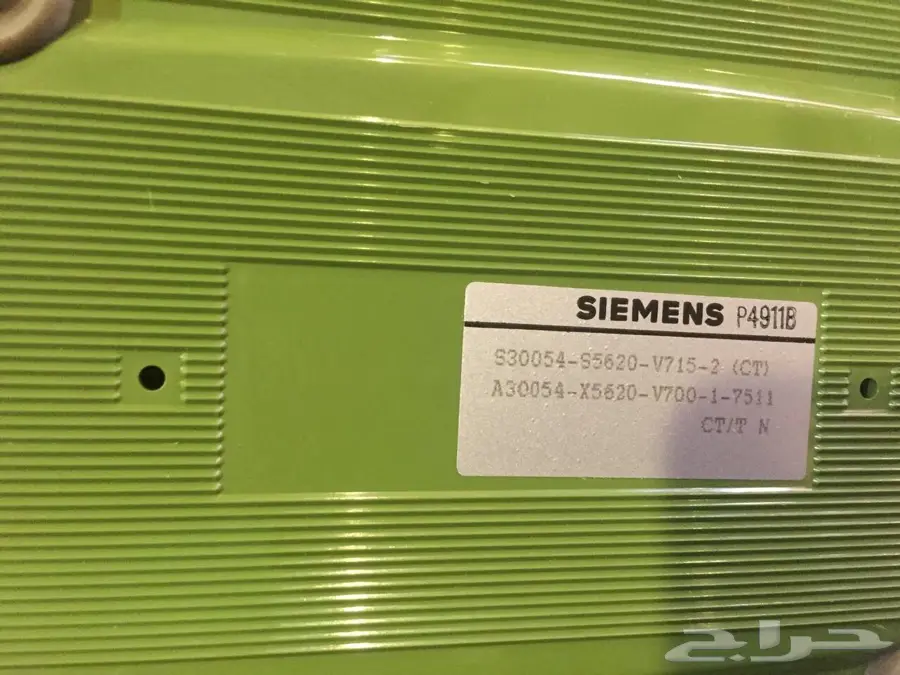 SIEMENS P4911B
S30054-S5620-V715-2 (CT)
A30054-X5620-V700-1-7511
CT/T N
حراج